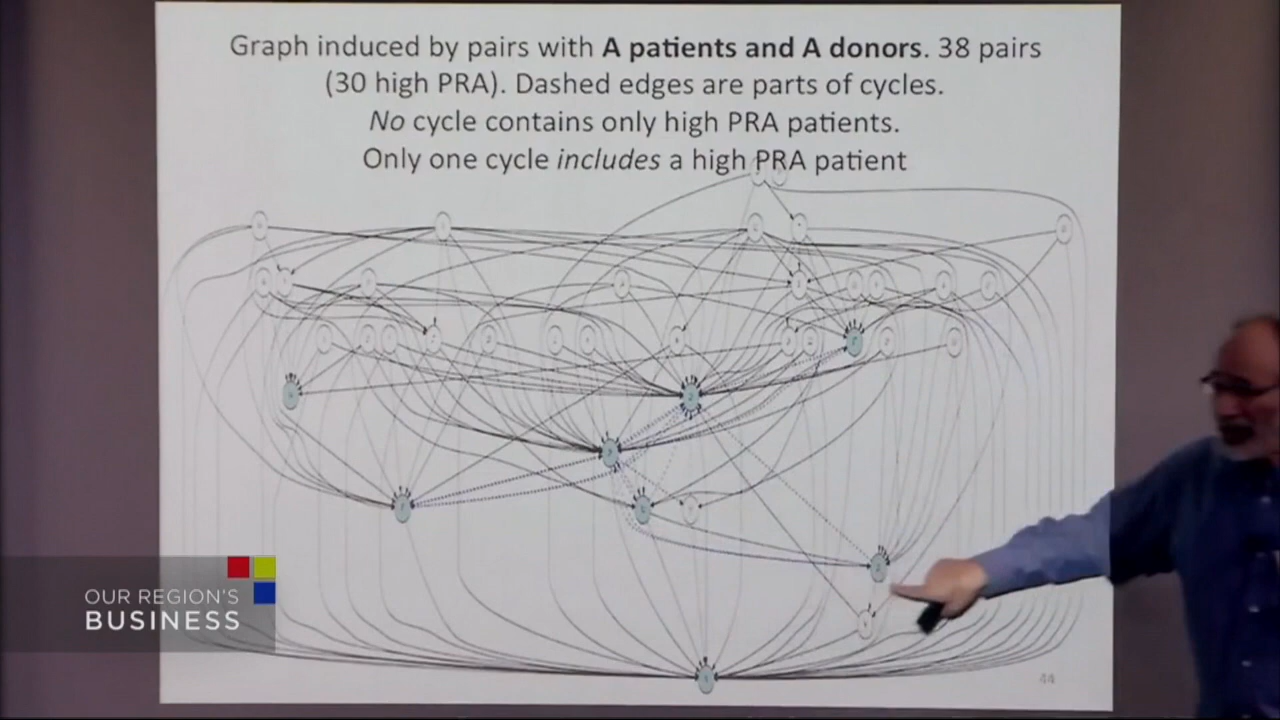 Graph induced by pairs with A patients and A donors. 38 pairs
(30 high PRA). Dashed edges are parts of cycles.
No cycle contains only high PRA patients.
Only one cycle includes a high PRA patient
OUR REGION'S
BUSINESS
44